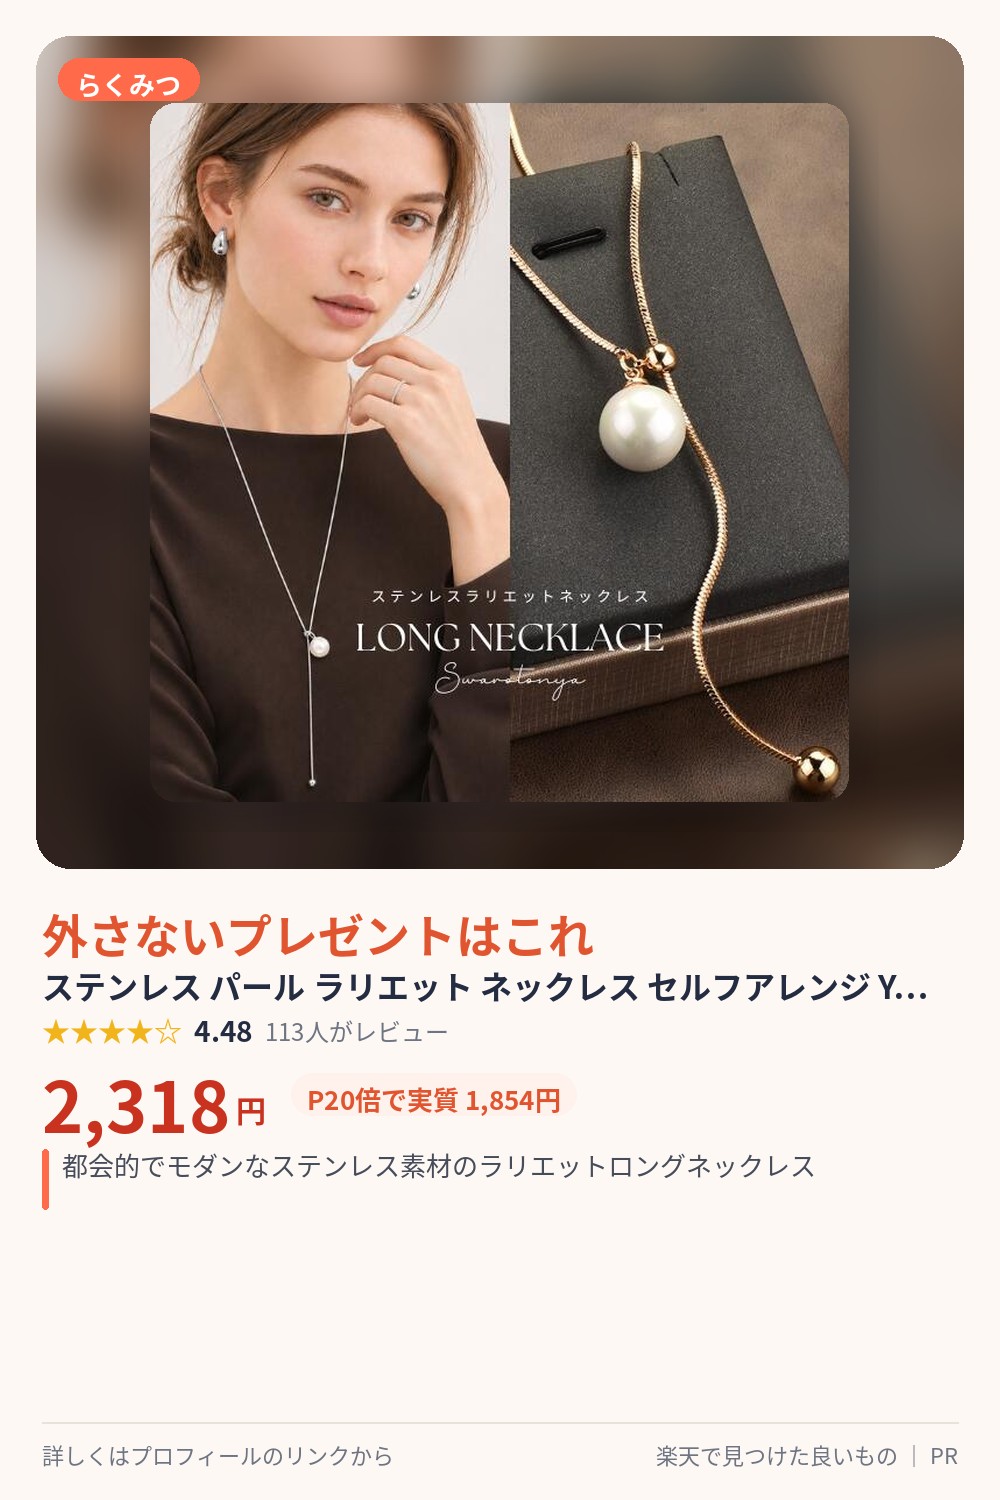 らくみつ
ステンレスラリエットネックレス
LONG NECKLACE
Swarotonya
外さないプレゼントはこれ
ステンレス パール ラリエット ネックレス セルフアレンジ Y...
★★★★☆ 4.48 113人がレビュー
2,318円 P20倍で実質 1,854円
都会的でモダンなステンレス素材のラリエットロングネックレス
詳しくはプロフィールのリンクから
楽天で見つけた良いもの｜PR